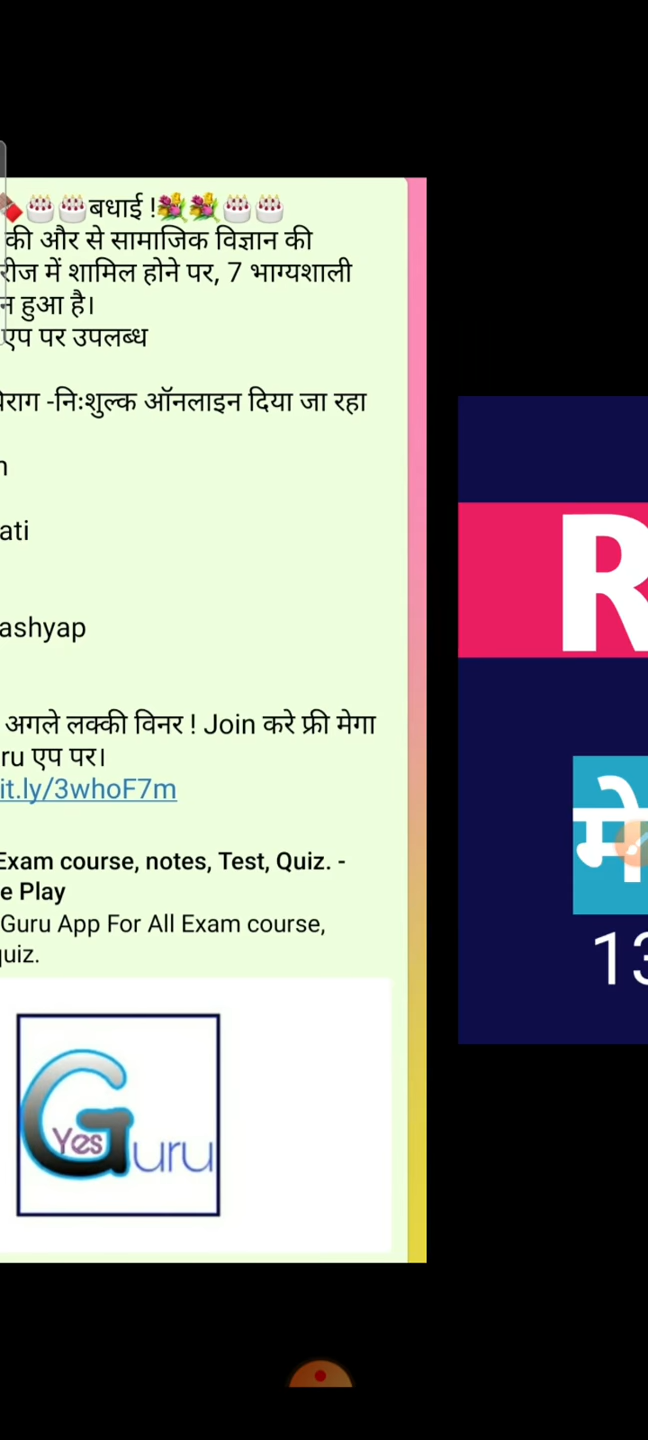 बधाई !
की और से सामाजिक विज्ञान की
रीज में शामिल होने पर, 7 भाग्यशाली
न हुआ है।
एप पर उपलब्ध
राग -निःशुल्क ऑनलाइन दिया जा रहा
n
ati
ashyap
अगले लक्की विनर ! Join करे फ्री मेगा
ru एप पर।
it.ly/3whoF7m
Exam course, notes, Test, Quiz. -
e Play
Guru App For All Exam course,
quiz.
Yes
Guru
R
मे
13